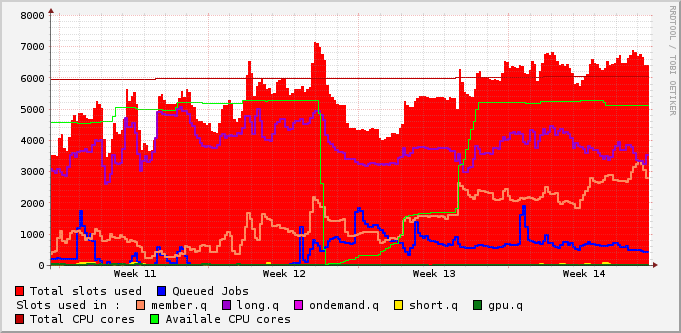 8000
7000
6000
5000
4000
3000
2000
1000
0
Week 11 Week 12 Week 13 Week 14
Total slots used Queued Jobs
Slots used in : member.q long.q ondemand.q short.q gpu.q
Total CPU cores Availale CPU cores
RRDTOOL / TOBI OETIKER